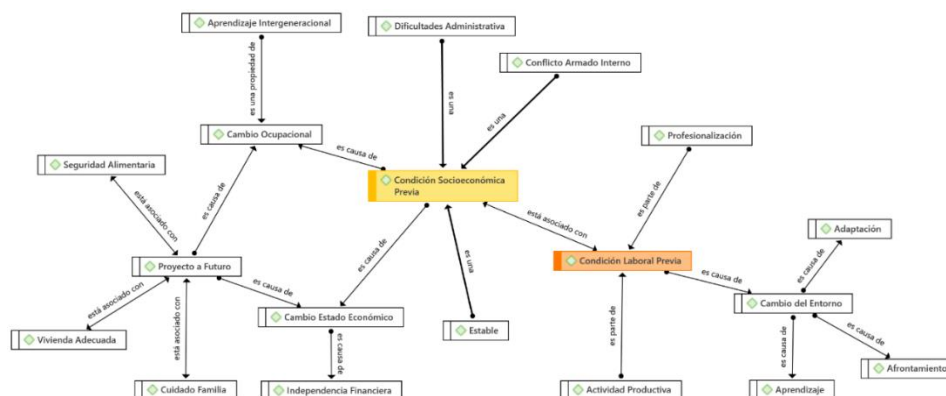 Aprendizaje Intergeneracional
Dificultades Administrativa
Conflicto Armado Interno
es una propiedad de
es una
es una
Cambio Ocupacional
Profesionalización
Seguridad Alimentaria
es causa de
Condición Socioeconómica
Previa
está asociado con
es causa de
es parte de
está asociado con
Adaptación
Proyecto a Futuro
es causa de
es causa de
es una
Condición Laboral Previa
es causa de
es causa de
está asociado con
está asociado con
Cambio Estado Económico
Estable
es parte de
Cambio del Entorno
Vivienda Adecuada
es causa de
es causa de
es causa de
Cuidado Familia
Independencia Financiera
Actividad Productiva
Aprendizaje
Afrontamiento